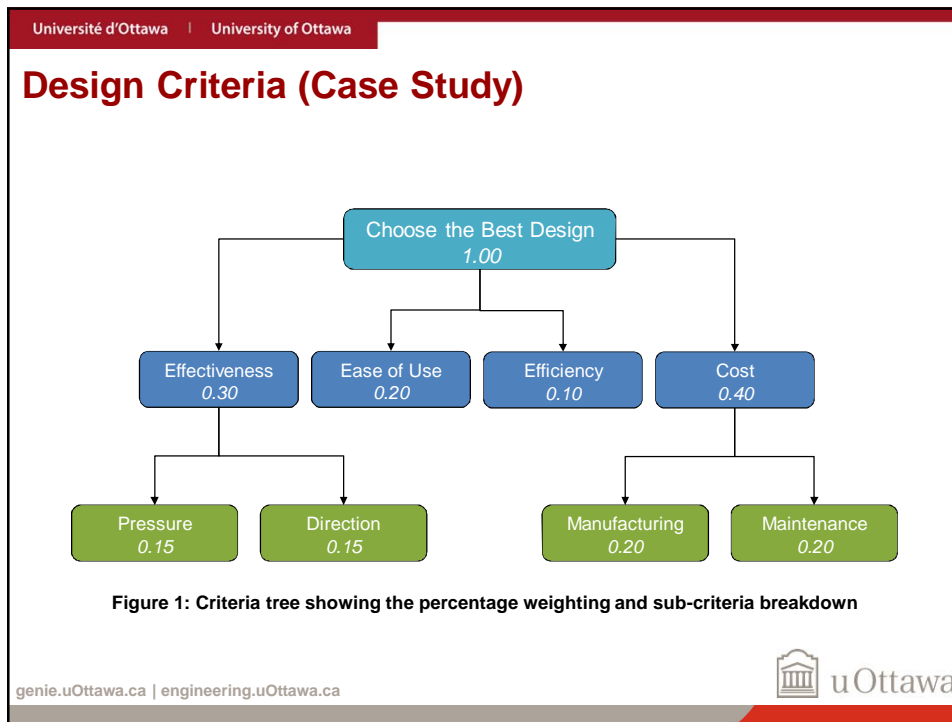 Université d'Ottawa | University of Ottawa
Design Criteria (Case Study)
Choose the Best Design
1.00
Effectiveness
0.30
Ease of Use
0.20
Efficiency
0.10
Cost
0.40
Pressure
0.15
Direction
0.15
Manufacturing
0.20
Maintenance
0.20
Figure 1: Criteria tree showing the percentage weighting and sub-criteria breakdown
genie.uOttawa.ca | engineering.uOttawa.ca
uOttawa